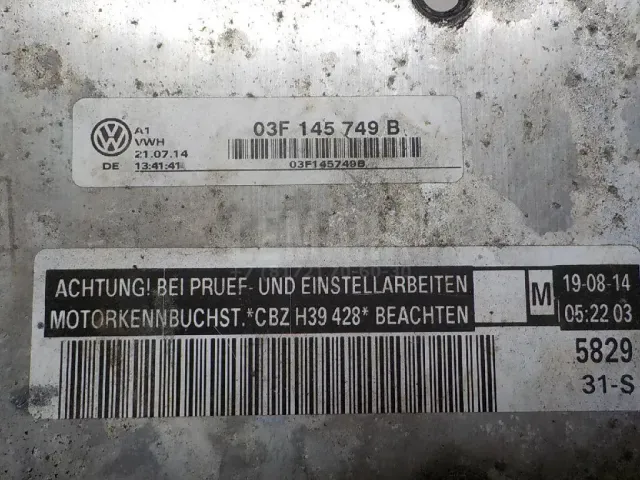 A1
VWH
21.07.14
DE 13:41:41
03F 145 749 B
03F145749B
ACHTUNG! BEI PRUEF- UND EINSTELLARBEITEN
MOTORKENNBUCHST.*CBZ H39 428* BEACHTEN
M
19-08-14
05:22 03
5829
31-S